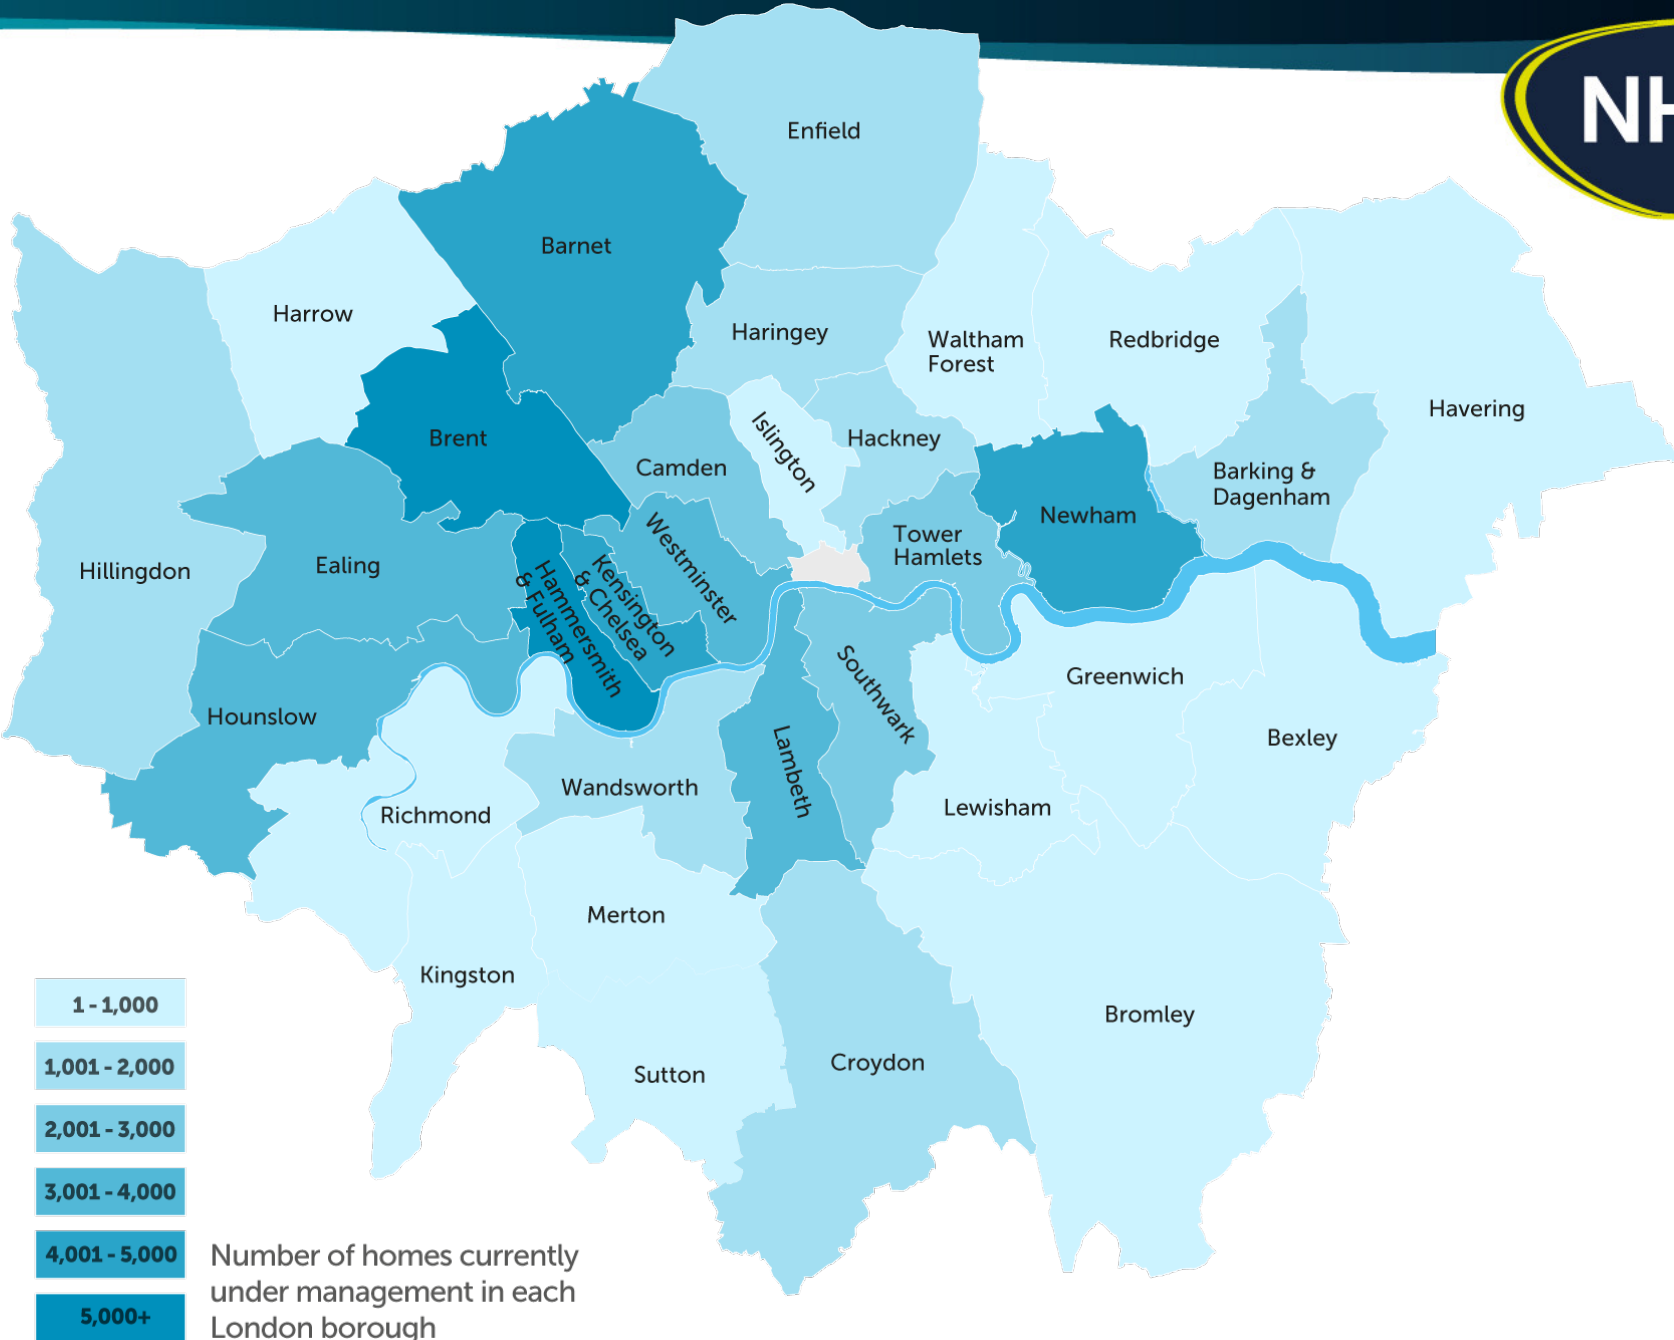 NH
Enfield
Barnet
Harrow
Haringey
Waltham
Forest
Redbridge
Havering
Brent
Islington
Hackney
Camden
Barking &
Dagenham
Newham
Tower
Hamlets
Westminster
Kensington
& Chelsea
Hammersmith
& Fulham
Ealing
Hillingdon
Hounslow
Southwark
Greenwich
Bexley
Lambeth
Wandsworth
Lewisham
Richmond
Merton
Kingston
Bromley
Croydon
Sutton
1 - 1,000
1,001 - 2,000
2,001 - 3,000
3,001 - 4,000
4,001 - 5,000
5,000+
Number of homes currently
under management in each
London borough